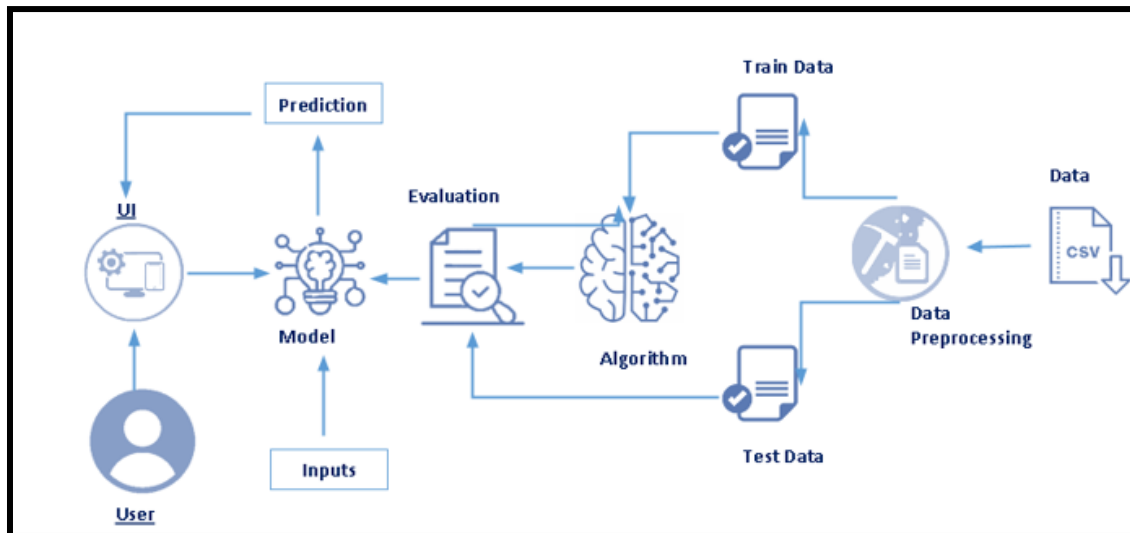 Train Data
Prediction
Data
Evaluation
UI
CSV
Data
Preprocessing
Model
Algorithm
Test Data
Inputs
User